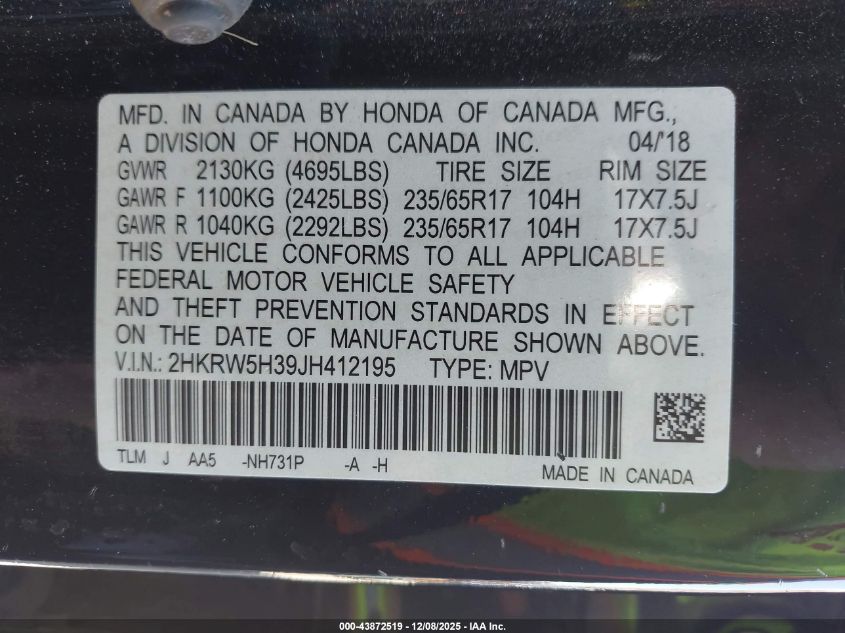 MFD. IN CANADA BY HONDA OF CANADA MFG.,
A DIVISION OF HONDA CANADA INC. 04/'18
GVWR 2130KG (4695LBS) TIRE SIZE RIM SIZE
GAWR F 1100KG (2425LBS) 235/65R17 104H 17X7.5J
GAWR R 1040KG (2292LBS) 235/65R17 104H 17X7.5J
THIS VEHICLE CONFORMS TO ALL APPLICABLE
FEDERAL MOTOR VEHICLE SAFETY
AND THEFT PREVENTION STANDARDS IN EFFECT
ON THE DATE OF MANUFACTURE SHOWN ABOVE.
V.I.N.: 2HKRW5H39JH412195 TYPE: MPV
TLM J AA5 -NH731P -A -H
MADE IN CANADA
000-43872519 - 12/08/2025 - IAA Inc.